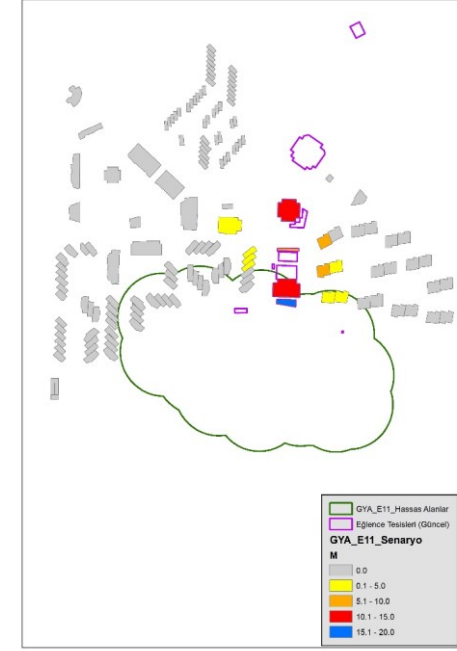 GYA_E11_Hassas Alanlar
Eğlence Tesisleri (Güncel)
GYA_E11_Senaryo
M
0.0
0.1 - 5.0
5.1 - 10.0
10.1 - 15.0
15.1 - 20.0